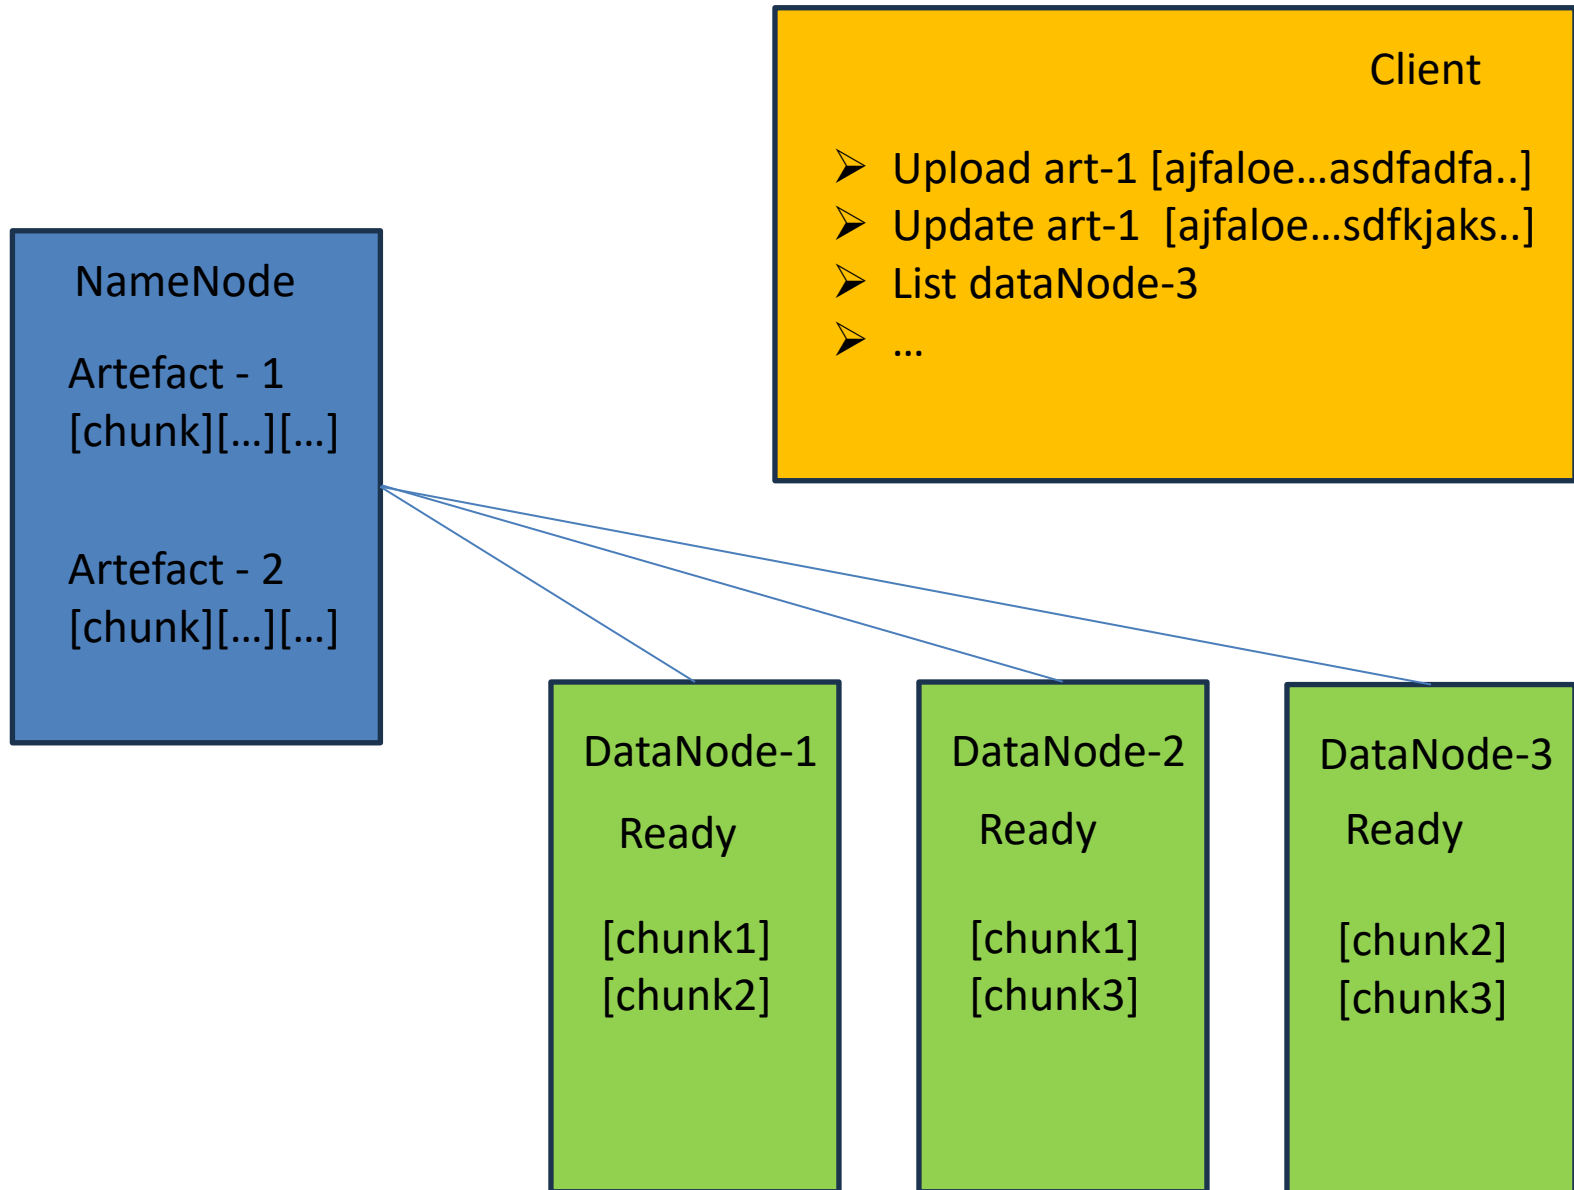 Client
➢ Upload art-1 [ajfaloe…asdfadfa..]
➢ Update art-1  [ajfaloe…sdfkjaks..]
➢ List dataNode-3
➢ …
NameNode
Artefact - 1
[chunk][…][…]
Artefact - 2
[chunk][…][…]
DataNode-1
Ready
[chunk1]
[chunk2]
DataNode-2
Ready
[chunk1]
[chunk3]
DataNode-3
Ready
[chunk2]
[chunk3]